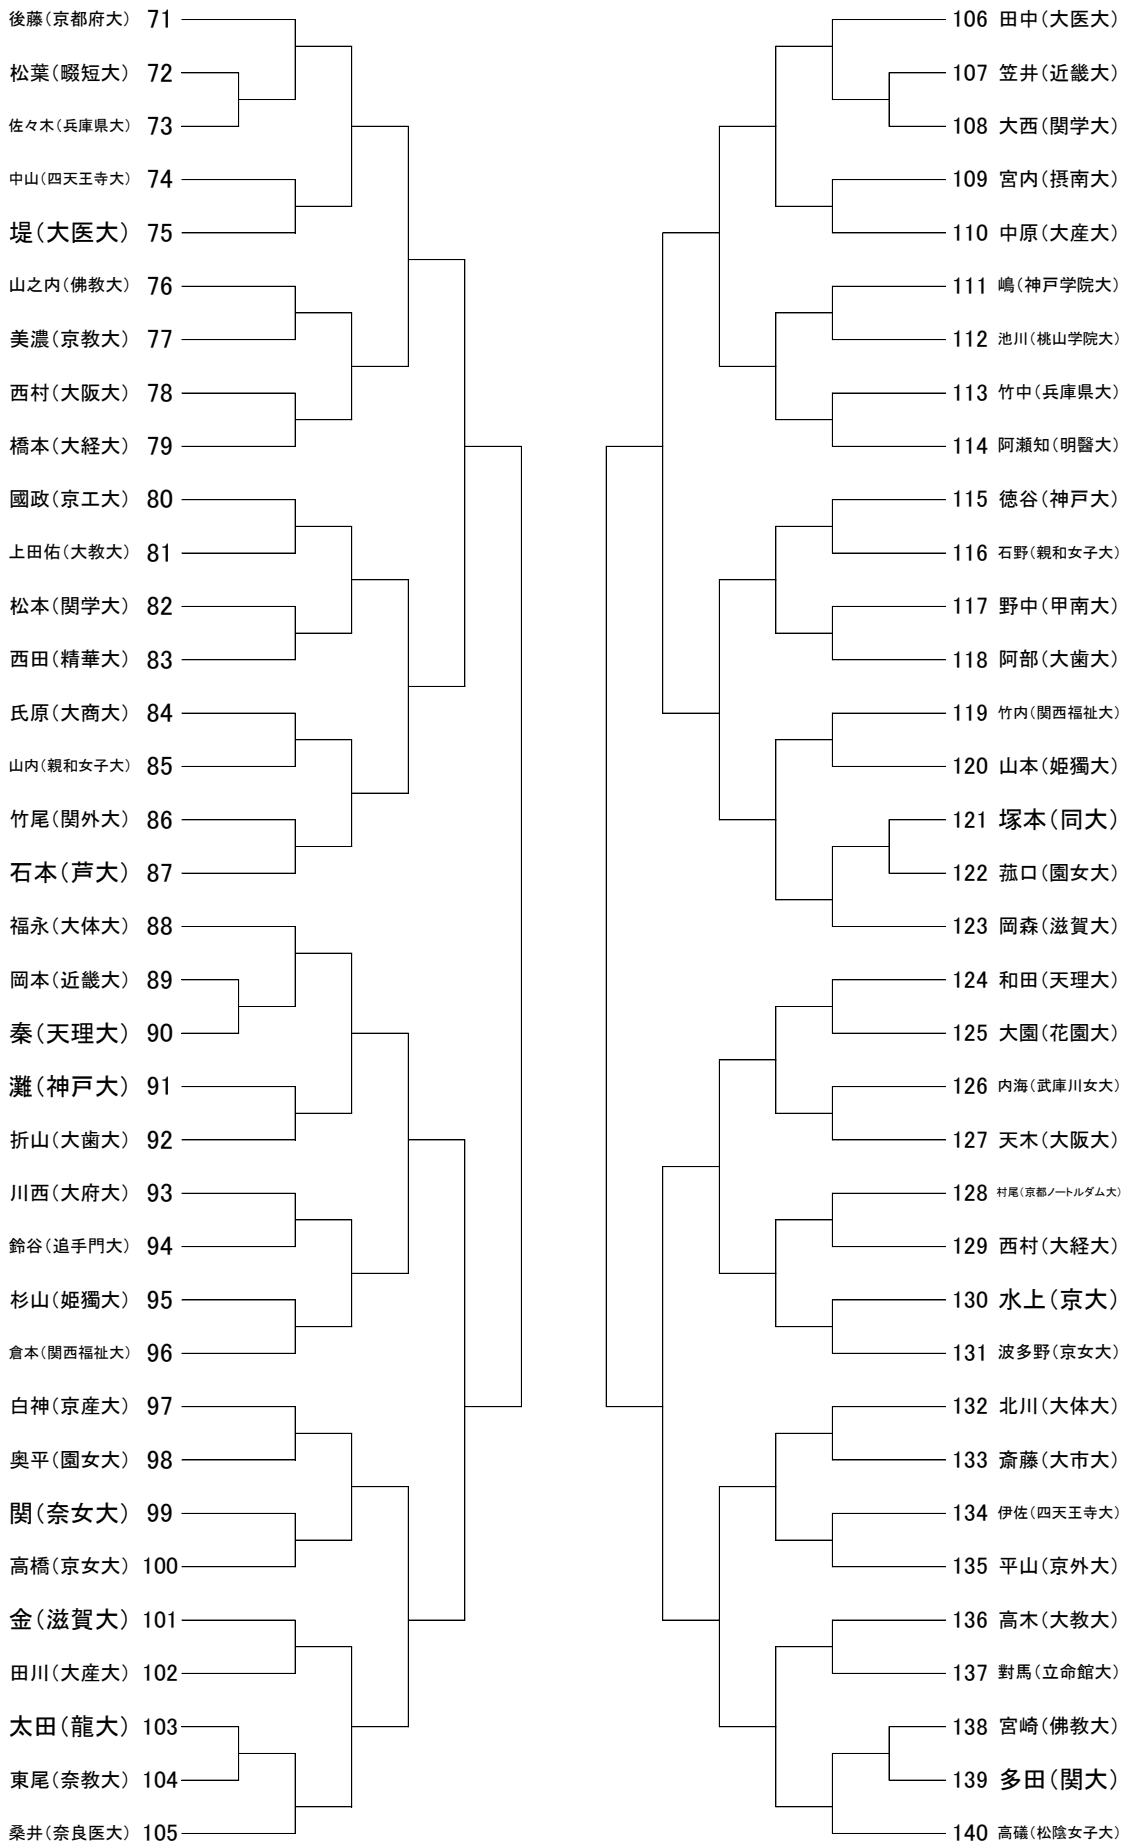 後藤(京都府大) 71
松葉(畷短大) 72
佐々木(兵庫県大) 73
中山(四天王寺大) 74
堤(大医大) 75
山之内(佛教大) 76
美濃(京教大) 77
西村(大阪大) 78
橋本(大経大) 79
國政(京工大) 80
上田佑(大教大) 81
松本(関学大) 82
西田(精華大) 83
氏原(大商大) 84
山内(親和女子大) 85
竹尾(関外大) 86
石本(芦大) 87
福永(大体大) 88
岡本(近畿大) 89
秦(天理大) 90
灘(神戸大) 91
折山(大歯大) 92
川西(大府大) 93
鈴谷(追手門大) 94
杉山(姫獨大) 95
倉本(関西福祉大) 96
白神(京産大) 97
奥平(園女大) 98
関(奈女大) 99
高橋(京女大) 100
金(滋賀大) 101
田川(大産大) 102
太田(龍大) 103
東尾(奈教大) 104
桑井(奈良医大) 105
106 田中(大医大)
107 笠井(近畿大)
108 大西(関学大)
109 宮内(摂南大)
110 中原(大産大)
111 嶋(神戸学院大)
112 池川(桃山学院大)
113 竹中(兵庫県大)
114 阿瀬知(明醫大)
115 徳谷(神戸大)
116 石野(親和女子大)
117 野中(甲南大)
118 阿部(大歯大)
119 竹内(関西福祉大)
120 山本(姫獨大)
121 塚本(同大)
122 菰口(園女大)
123 岡森(滋賀大)
124 和田(天理大)
125 大園(花園大)
126 内海(武庫川女大)
127 天木(大阪大)
128 村尾(京都ノートルダム大)
129 西村(大経大)
130 水上(京大)
131 波多野(京女大)
132 北川(大体大)
133 斎藤(大市大)
134 伊佐(四天王寺大)
135 平山(京外大)
136 高木(大教大)
137 對馬(立命館大)
138 宮崎(佛教大)
139 多田(関大)
140 高礒(松陰女子大)